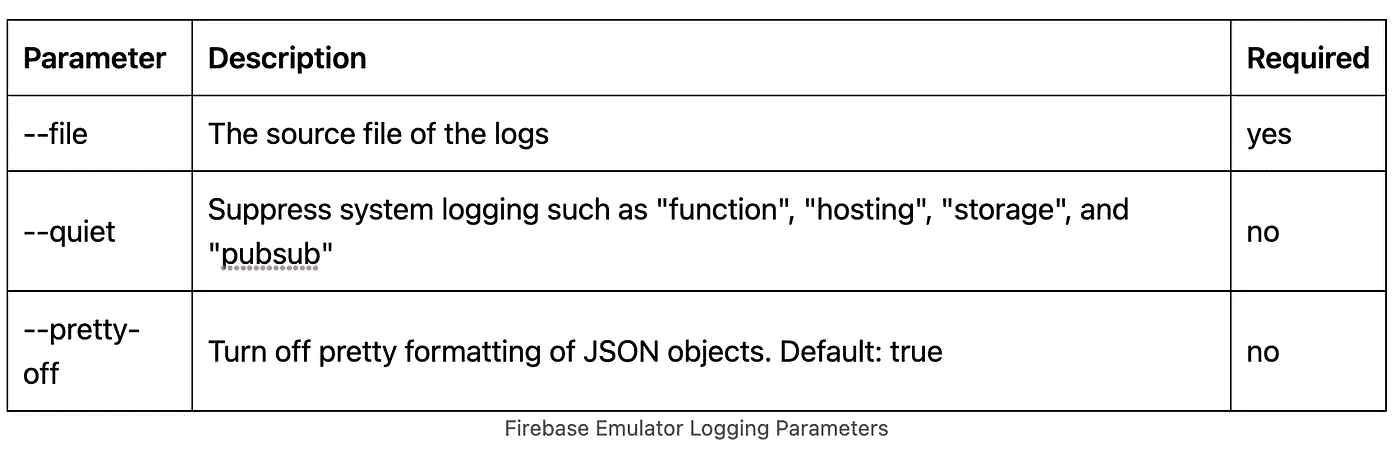 Parameter Description Required
--file The source file of the logs yes
--quiet Suppress system logging such as "function", "hosting", "storage", and
"pubsub" no
--pretty-
off Turn off pretty formatting of JSON objects. Default: true no
Firebase Emulator Logging Parameters